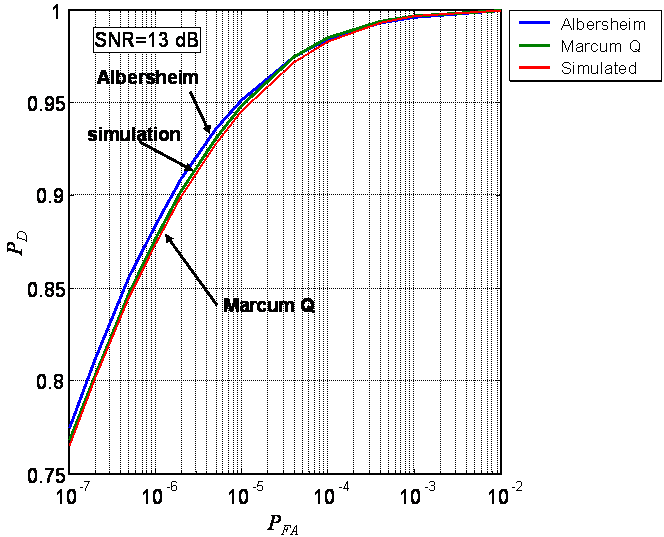 1
SNR=13 dB
Albersheim
0.95
simulation
0.9
P_D
0.85
Marcum Q
0.8
0.75
10^-7 10^-6 10^-5 10^-4 10^-3 10^-2
P_FA
Albersheim
Marcum Q
Simulated